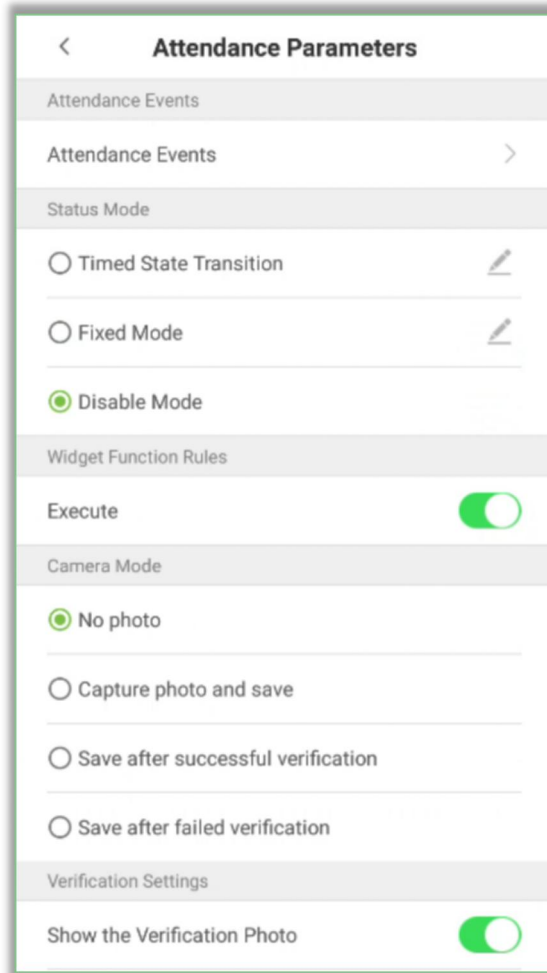 Attendance Parameters
Attendance Events
Attendance Events
Status Mode
Timed State Transition
Fixed Mode
Disable Mode
Widget Function Rules
Execute
Camera Mode
No photo
Capture photo and save
Save after successful verification
Save after failed verification
Verification Settings
Show the Verification Photo